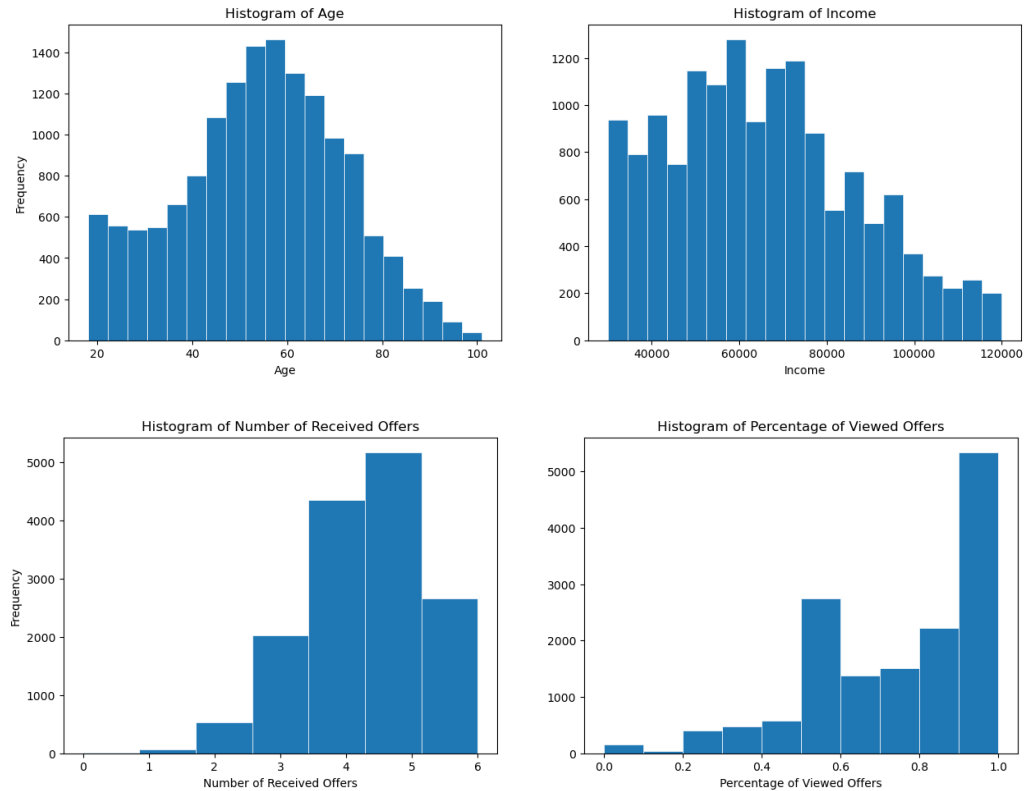 Histogram of Age
1400
1200
1000
800
600
400
200
0
Frequency
20 40 60 80 100
Age
Histogram of Income
1200
1000
800
600
400
200
0
40000 60000 80000 100000 120000
Income
Histogram of Number of Received Offers
5000
4000
3000
2000
1000
0
Frequency
0 1 2 3 4 5 6
Number of Received Offers
Histogram of Percentage of Viewed Offers
5000
4000
3000
2000
1000
0
0.0 0.2 0.4 0.6 0.8 1.0
Percentage of Viewed Offers